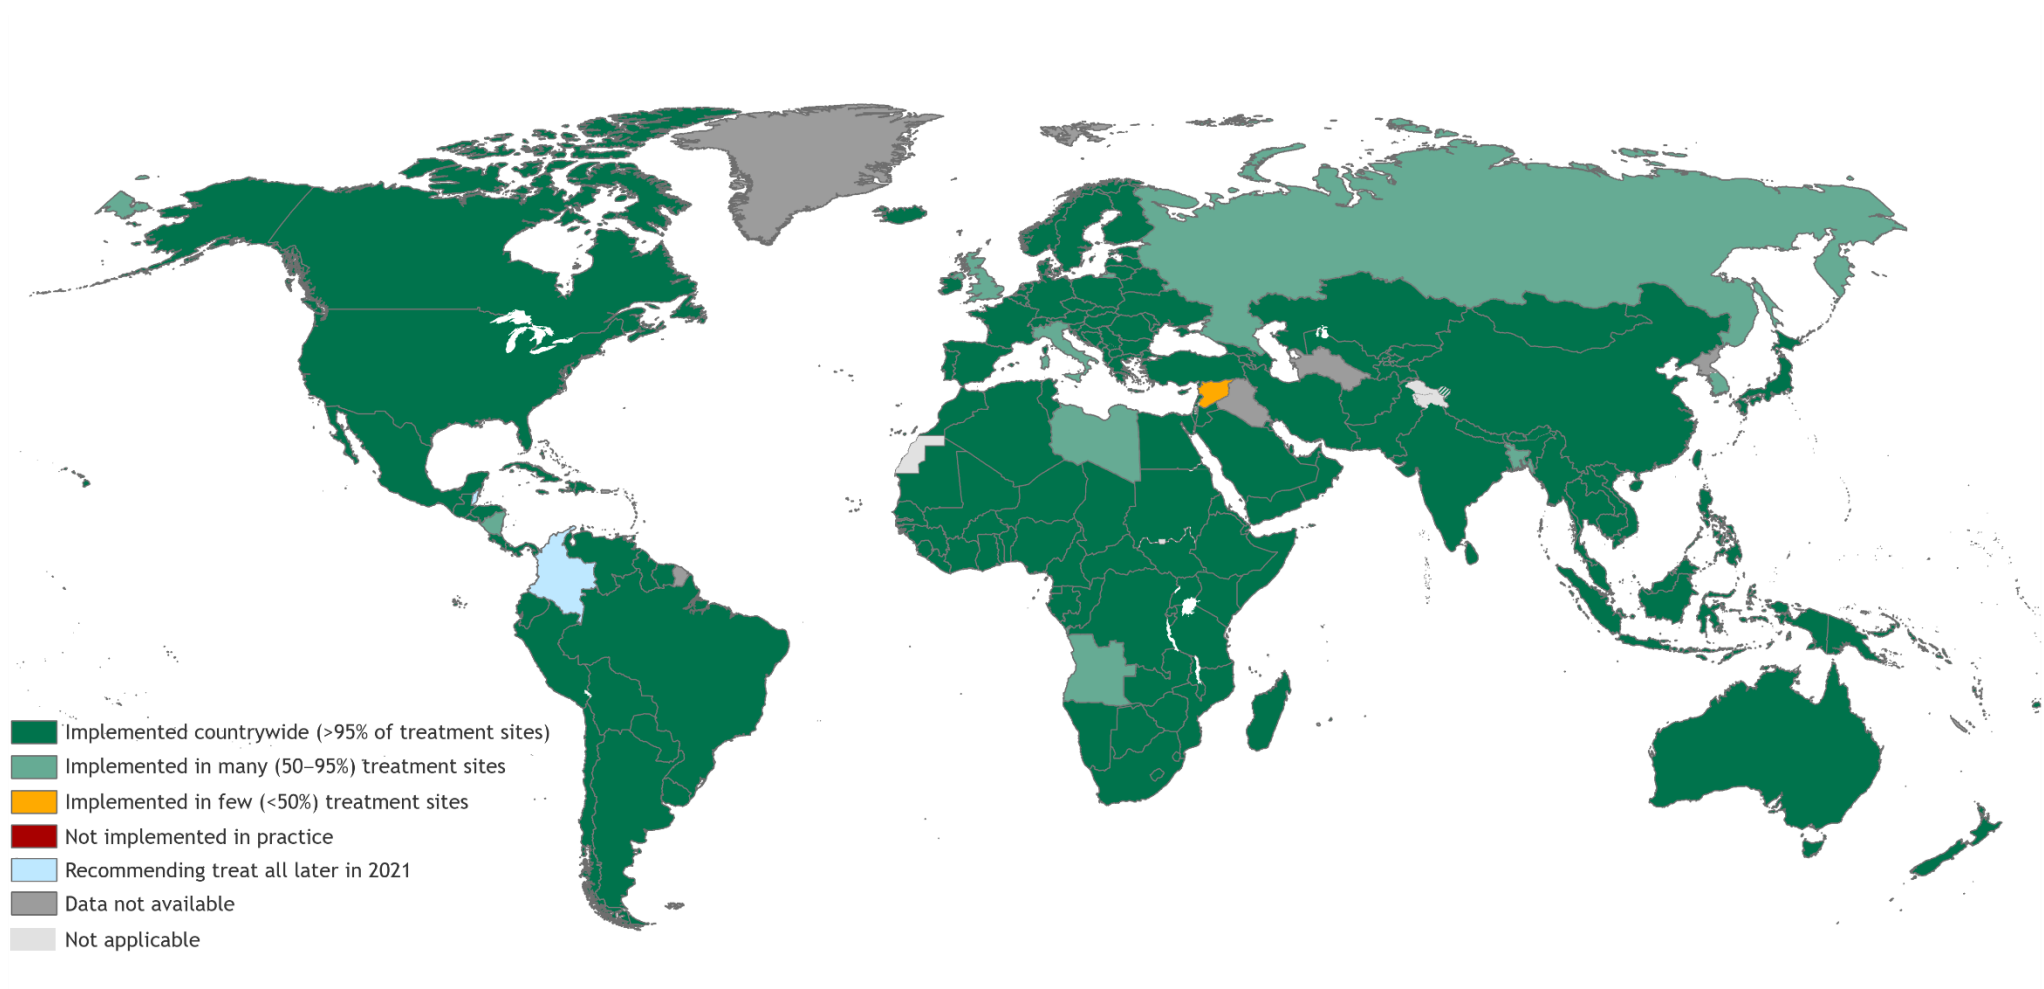 Implemented countrywide (>95% of treatment sites)
Implemented in many (50–95%) treatment sites
Implemented in few (<50%) treatment sites
Not implemented in practice
Recommending treat all later in 2021
Data not available
Not applicable